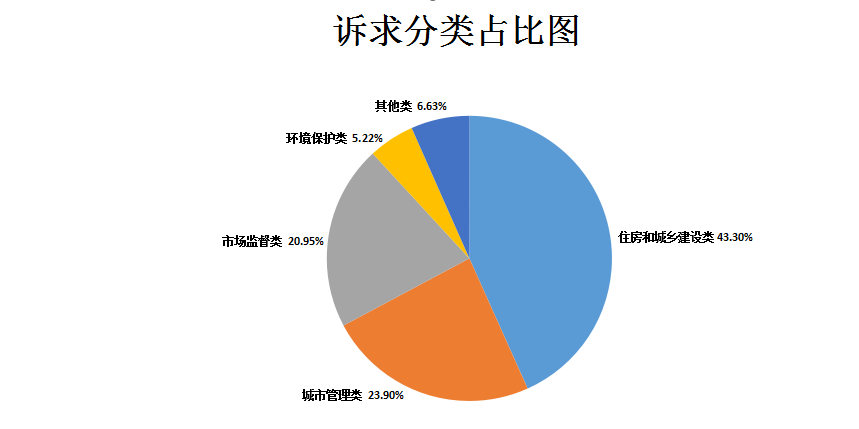 诉求分类占比图
其他类 6.63%
环境保护类 5.22%
住房和城乡建设类 43.30%
市场监督类 20.95%
城市管理类 23.90%